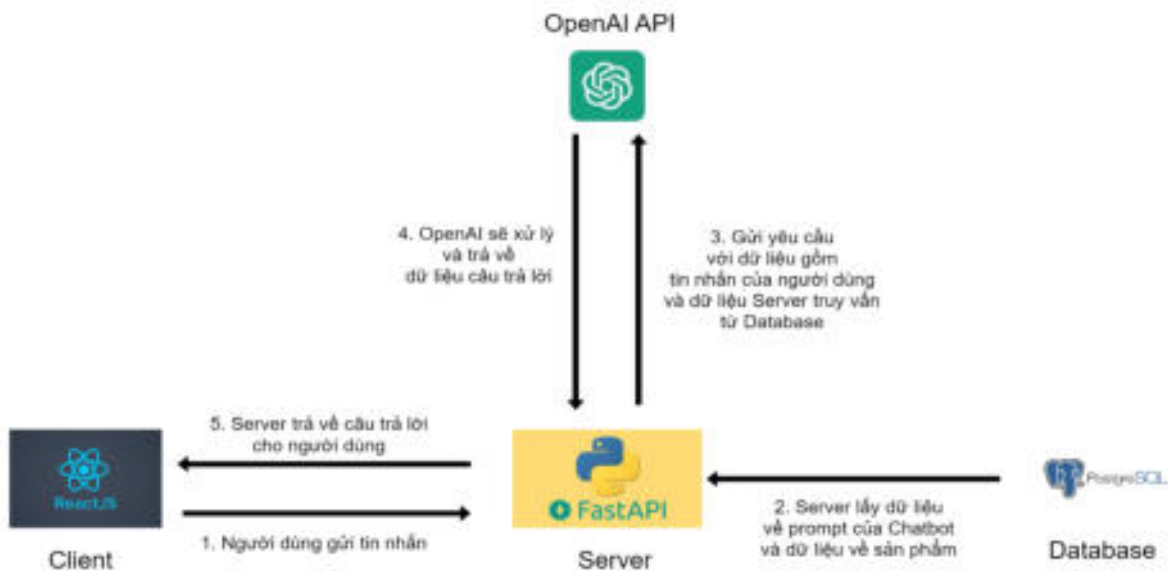 OpenAI API
4. OpenAI sẽ xử lý
và trả về
dữ liệu câu trả lời
3. Gửi yêu cầu
với dữ liệu gồm
tin nhắn của người dùng
và dữ liệu Server truy vấn
từ Database
5. Server trả về câu trả lời
cho người dùng
ReactJS
1. Người dùng gửi tin nhắn
Client
FastAPI
Server
2. Server lấy dữ liệu
về prompt của Chatbot
và dữ liệu về sản phẩm
PostgreSQL
Database